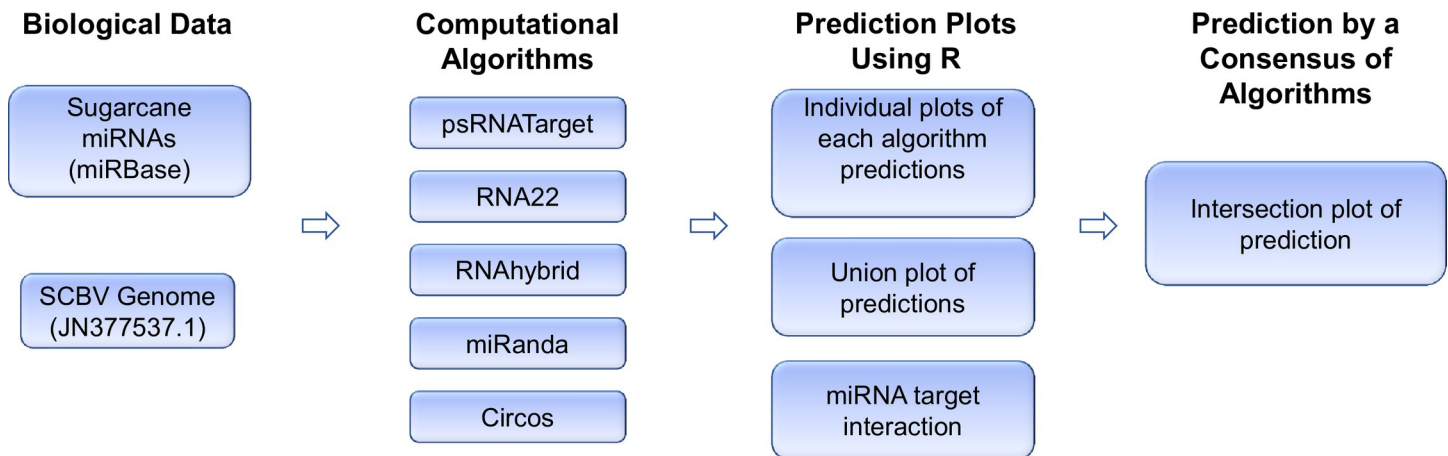 Biological Data
Sugarcane
miRNAs
(miRBase)
SCBV Genome
(JN377537.1)
Computational
Algorithms
psRNATarget
RNA22
RNAhybrid
miRanda
Circos
Prediction Plots
Using R
Individual plots of
each algorithm
predictions
Union plot of
predictions
miRNA target
interaction
Prediction by a
Consensus of
Algorithms
Intersection plot of
prediction